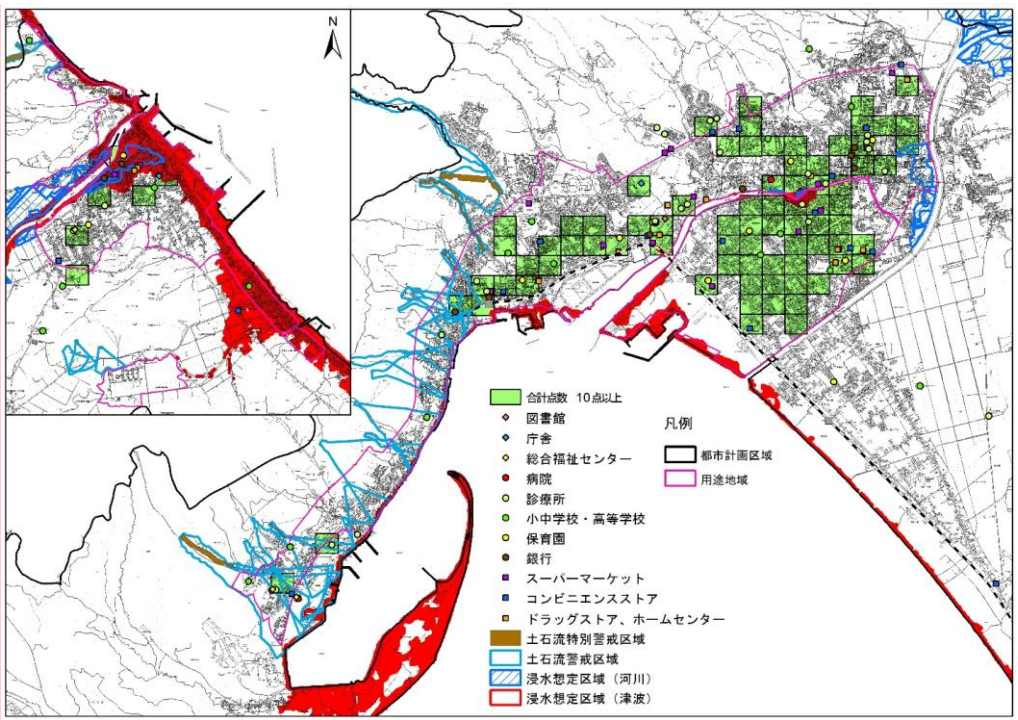 N
合計点数 10点以上
図書館
庁舎
総合福祉センター
病院
診療所
小中学校・高等学校
保育園
銀行
スーパーマーケット
コンビニエンスストア
ドラッグストア、ホームセンター
土石流特別警戒区域
土石流警戒区域
浸水想定区域（河川）
浸水想定区域（津波）
凡例
都市計画区域
用途地域